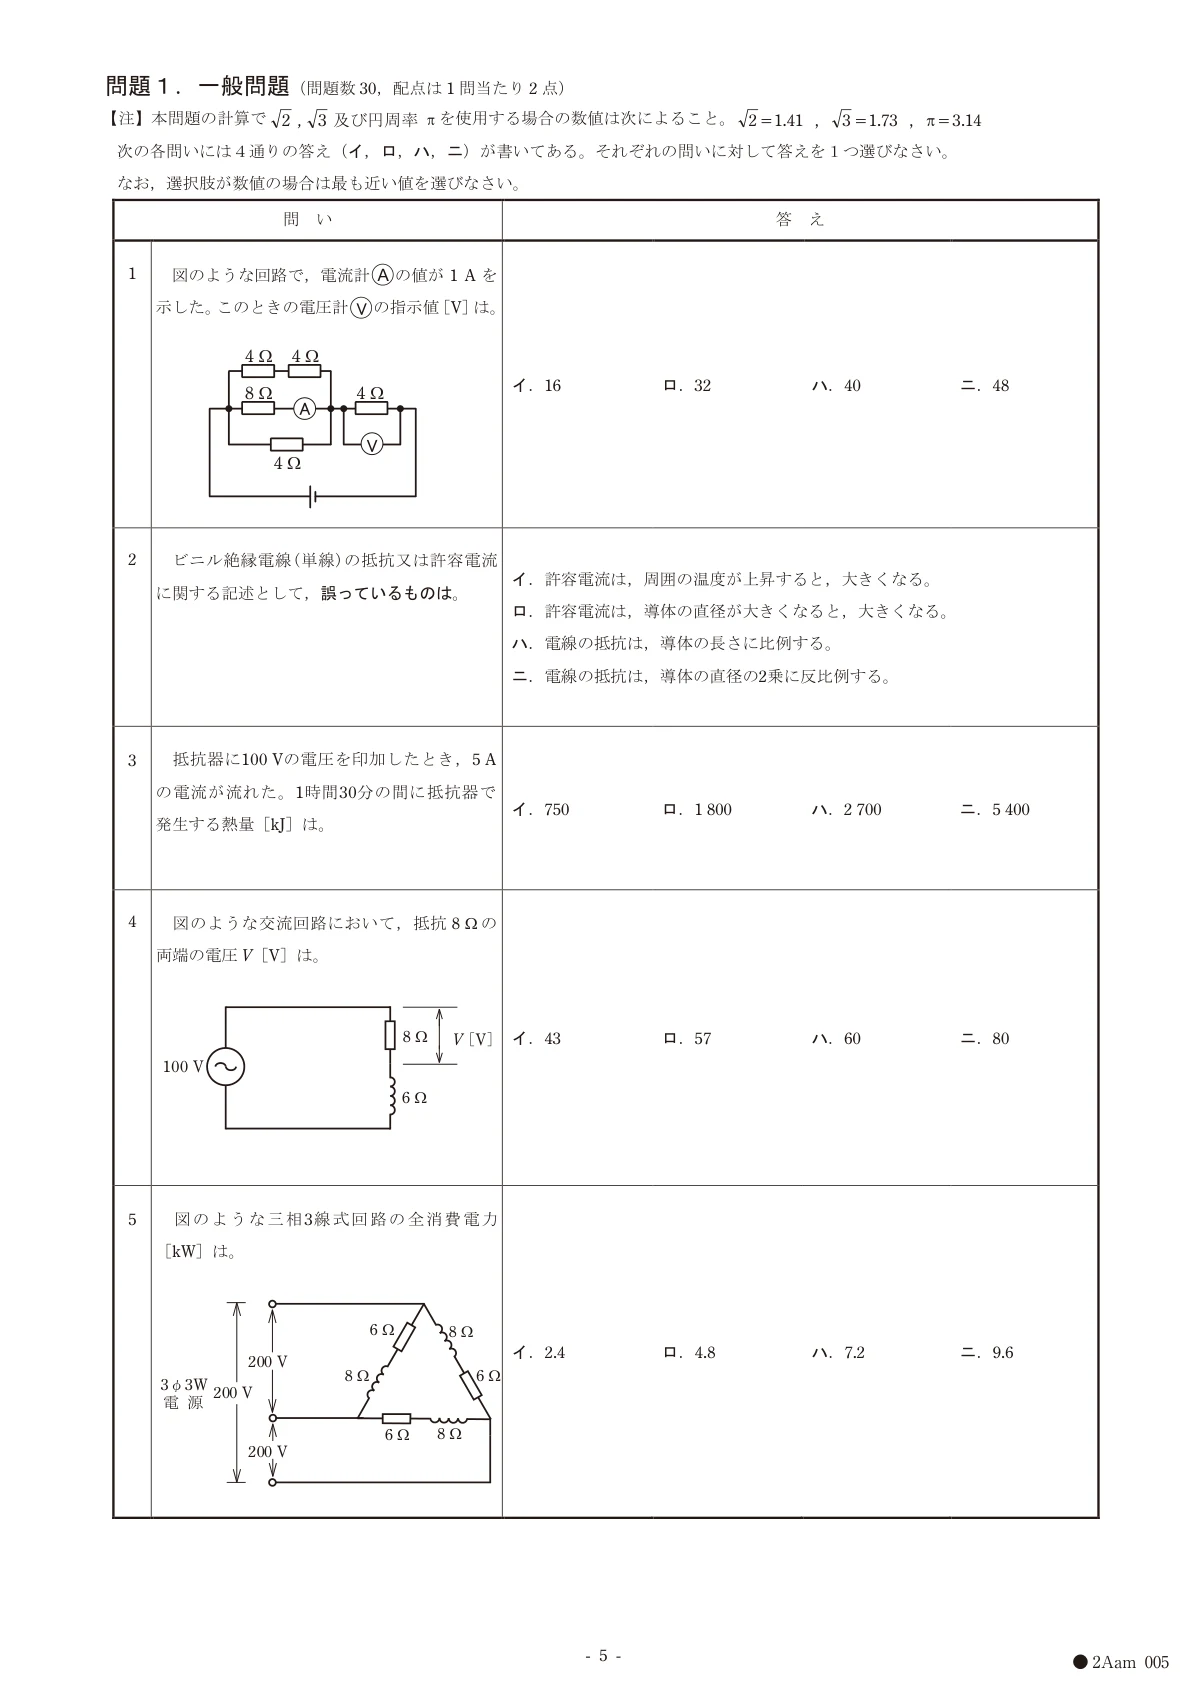 問題１．一般問題（問題数 30，配点は 1 問当たり 2 点）
【注】本問題の計算で √2 , √3 及び円周率 π を使用する場合の数値は次によること。 √2＝1.41 ， √3＝1.73 ，π＝3.14
次の各問いには 4 通りの答え（イ，ロ，ハ，ニ）が書いてある。それぞれの問いに対して答えを 1 つ選びなさい。
なお，選択肢が数値の場合は最も近い値を選びなさい。
問 い 答 え
1
図のような回路で，電流計Ⓐの値が 1 A を
示した。このときの電圧計Ⓥの指示値［V］は。
4 Ω 4 Ω
8 Ω
A
4 Ω
V
4 Ω
イ．16 ロ．32 ハ．40 ニ．48
2
ビニル絶縁電線（単線）の抵抗又は許容電流
に関する記述として，誤っているものは。
イ．許容電流は，周囲の温度が上昇すると，大きくなる。
ロ．許容電流は，導体の直径が大きくなると，大きくなる。
ハ．電線の抵抗は，導体の長さに比例する。
ニ．電線の抵抗は，導体の直径の2乗に反比例する。
3
抵抗器に100 Vの電圧を印加したとき，5 A
の電流が流れた。1時間30分の間に抵抗器で
発生する熱量［kJ］は。
イ．750 ロ．1 800 ハ．2 700 ニ．5 400
4
図のような交流回路において，抵抗 8 Ω の
両端の電圧 V［V］は。
100 V
8 Ω
V［V］
6 Ω
イ．43 ロ．57 ハ．60 ニ．80
5
図のような三相3線式回路の全消費電力
［kW］は。
6 Ω 8 Ω
200 V
8 Ω 6 Ω
3φ3W
電 源
200 V
6 Ω 8 Ω
200 V
イ．2.4 ロ．4.8 ハ．7.2 ニ．9.6
- 5 -
●2Aam 005